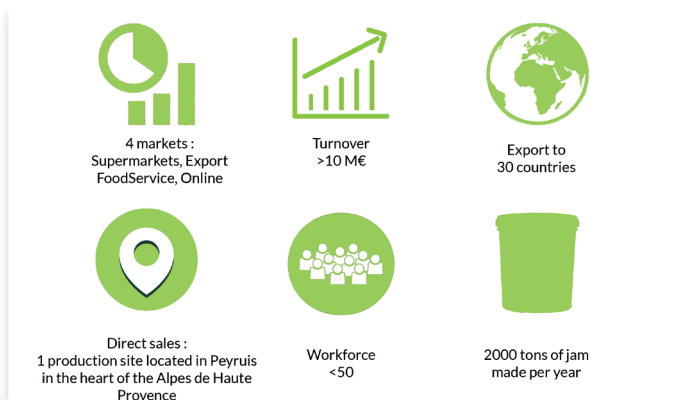 4 markets :
Supermarkets, Export
FoodService, Online
Turnover
>10 M€
Export to
30 countries
Direct sales :
1 production site located in Peyruis
in the heart of the Alpes de Haute
Provence
Workforce
<50
2000 tons of jam
made per year